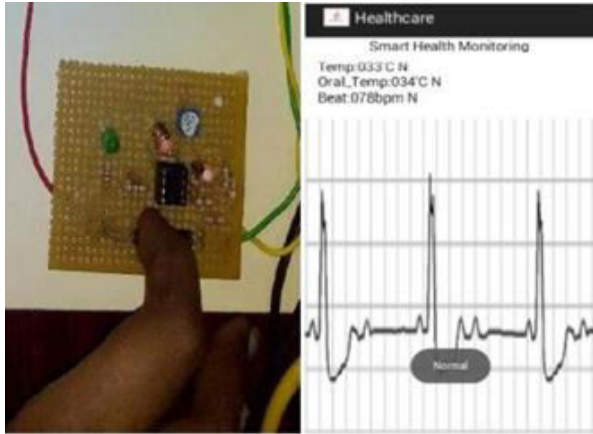 Healthcare
Smart Health Monitoring
Temp:033'C N
Oral_Temp:034'C N
Beat:078bpm N
Normal